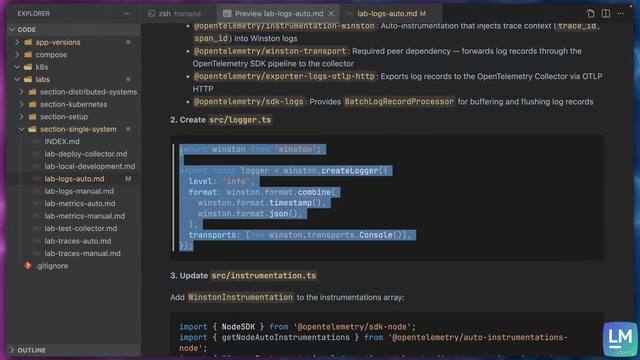 EXPLORER
zsh frontend
Preview lab-logs-auto.md
lab-logs-auto.md
CODE
app-versions
compose
k8s
labs
section-distributed-systems
section-kubernetes
section-setup
section-single-system
INDEX.md
lab-deploy-collector.md
lab-local-development.md
lab-logs-auto.md M
lab-logs-manual.md
lab-metrics-auto.md
lab-metrics-manual.md
lab-test-collector.md
lab-traces-auto.md
lab-traces-manual.md
.gitignore
OUTLINE
@opentelemetry/instrumentation-winston: Auto-instrumentation that injects trace context (trace_id,
span_id) into Winston logs
@opentelemetry/winston-transport: Required peer dependency — forwards log records through the
OpenTelemetry SDK pipeline to the collector
@opentelemetry/exporter-logs-otlp-http: Exports log records to the OpenTelemetry Collector via OTLP
HTTP
@opentelemetry/sdk-logs: Provides BatchLogRecordProcessor for buffering and flushing log records
2. Create src/logger.ts
import winston from 'winston';
export const logger = winston.createLogger({
level: 'info',
format: winston.format.combine(
winston.format.timestamp(),
winston.format.json(),
),
transports: [new winston.transports.Console()],
});
3. Update src/instrumentation.ts
Add WinstonInstrumentation to the instrumentations array:
import { NodeSDK } from '@opentelemetry/sdk-node';
import { getNodeAutoInstrumentations } from '@opentelemetry/auto-instrumentations-
node';
LM
udemy